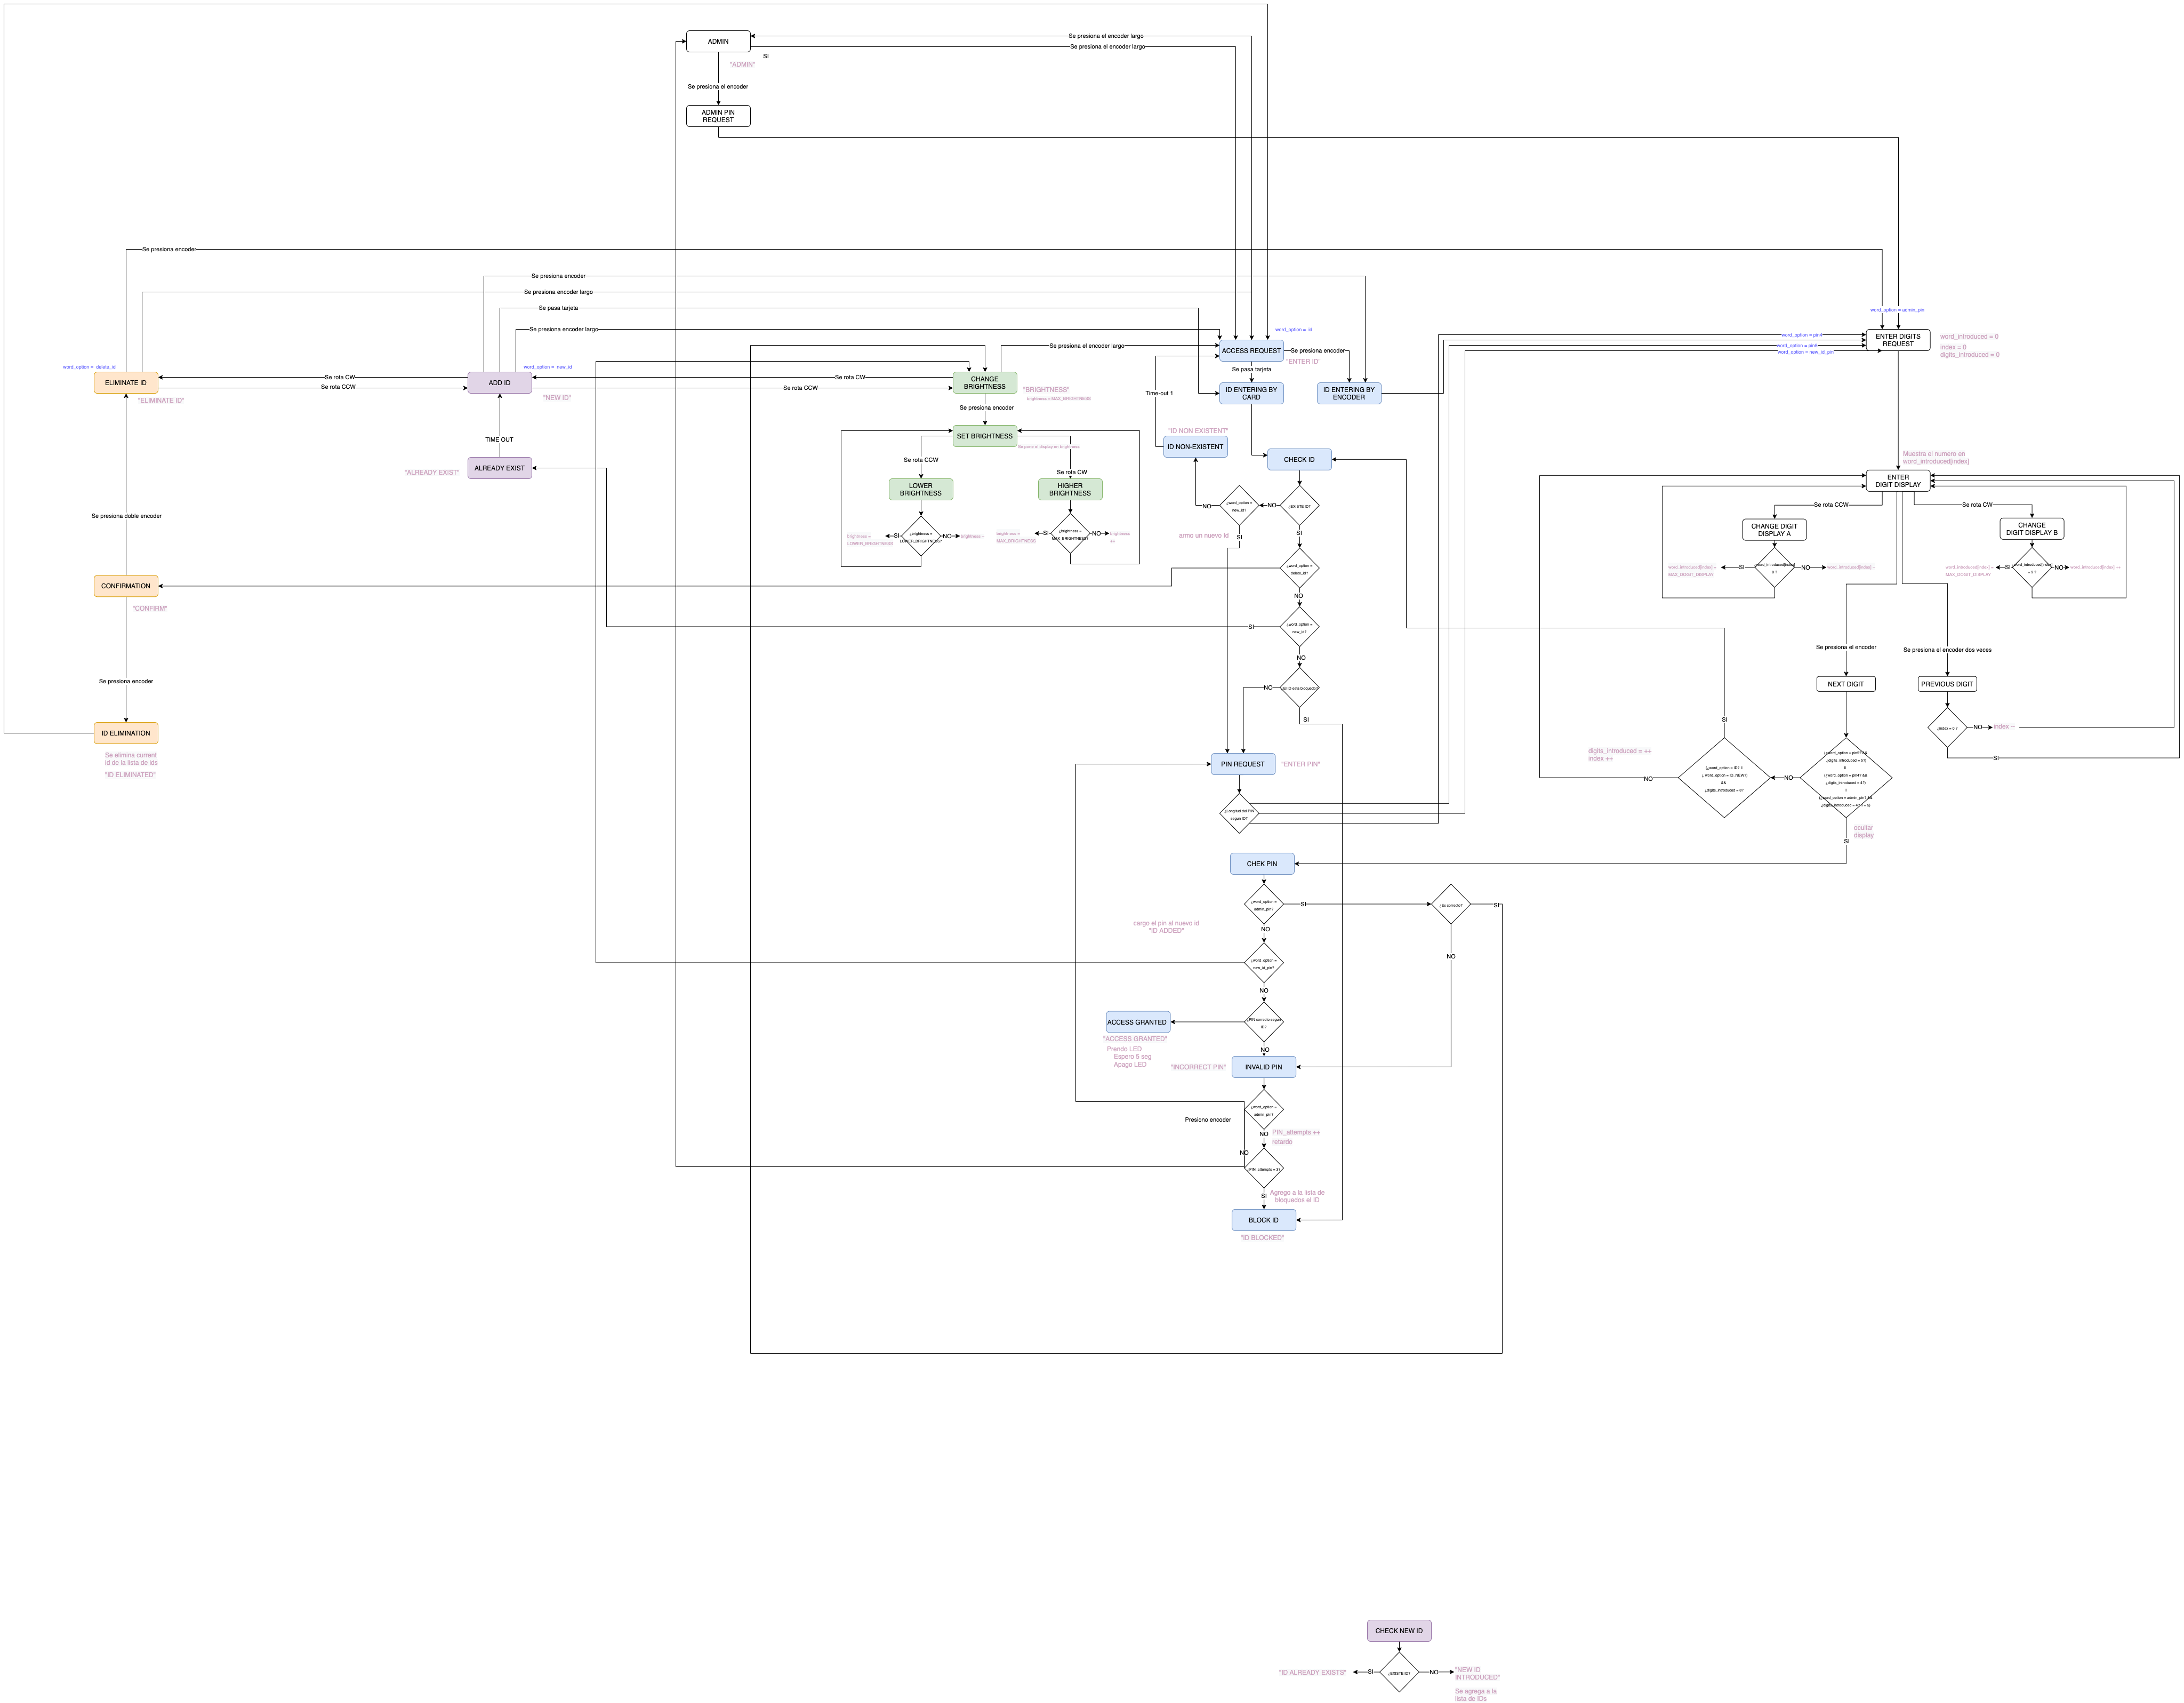 Se presiona el encoder largo
ADMIN
Se presiona el encoder largo
SI
"ADMIN"
Se presiona el encoder
ADMIN PIN
REQUEST
Se presiona encoder
Se presiona encoder
Se presiona encoder largo
Se pasa tarjeta
Se presiona encoder largo
word_option = id
word_option = admin_pin
word_option = pin4
word_option = pin5
word_option = new_id_pin
ENTER DIGITS
REQUEST
word_introduced = 0
index = 0
digits_introduced = 0
Se presiona el encoder largo
ACCESS REQUEST
Se presiona encoder
"ENTER ID"
Se pasa tarjeta
word_option = delete_id
ELIMINATE ID
"ELIMINATE ID"
Se rota CW
Se rota CCW
word_option = new_id
ADD ID
"NEW ID"
Se rota CW
Se rota CCW
CHANGE
BRIGHTNESS
"BRIGHTNESS"
brightness = MAX_BRIGHTNESS
Time-out 1
ID ENTERING BY
CARD
ID ENTERING BY
ENCODER
Se presiona encoder
SET BRIGHTNESS
Se pone al display en brightness
"ID NON EXISTENT"
ID NON-EXISTENT
TIME OUT
"ALREADY EXIST"
ALREADY EXIST
Se rota CCW
Se rota CW
LOWER
BRIGHTNESS
HIGHER
BRIGHTNESS
CHECK ID
Muestra el numero en
word_introduced[index]
ENTER
DIGIT DISPLAY
¿brightness =
LOWER_BRIGHTNESS?
SI
NO
brightness =
LOWER_BRIGHTNESS
brightness --
¿brightness =
MAX_BRIGHTNESS?
SI
NO
brightness =
MAX_BRIGHTNESS
brightness
++
¿EXISTE ID?
NO
¿word_option =
new_id?
NO
SI
SI
armo un nuevo id
Se rota CCW
Se rota CW
CHANGE DIGIT
DISPLAY A
CHANGE
DIGIT DISPLAY B
word_introduced[index] =
MAX_DDGIT_DISPLAY
SI
0 ?
NO
word_introduced[index] --
word_introduced[index] =
MAX_DDGIT_DISPLAY
SI
= 9 ?
NO
word_introduced[index] ++
Se presiona doble encoder
¿word_option =
delete_id?
NO
CONFIRMATION
"CONFIRM"
SI
¿word_option =
new_id?
NO
Se presiona el encoder
Se presiona el encoder dos veces
Se presiona encoder
NO
¿El ID esta bloquedo?
SI
NEXT DIGIT
PREVIOUS DIGIT
ID ELIMINATION
Se elimina current
id de la lista de ids
"ID ELIMINATED"
¿index = 0 ?
NO
index --
SI
PIN REQUEST
"ENTER PIN"
digits_introduced = ++
index ++
SI
NO
(¿word_option = ID? ||
¿ word_option = ID_NEW?)
&&
¿digits_introduced = 8?
NO
(¿word_option = pin5? &&
¿digits_introduced = 5?)
||
(¿word_option = pin4? &&
¿digits_introduced = 4?)
||
(¿word_option = admin_pin? &&
ocultar
display
SI
¿Longitud del PIN
segun ID?
CHEK PIN
¿word_option =
admin_pin?
SI
¿Es correcto?
SI
NO
NO
cargo el pin al nuevo id
"ID ADDED"
¿word_option =
new_id_pin?
NO
ACCESS GRANTED
¿PIN correcto segun
ID?
"ACCESS GRANTED"
Prendo LED
Espero 5 seg
Apago LED
NO
"INCORRECT PIN"
INVALID PIN
Presiono encoder
¿word_option =
admin_pin?
NO
PIN_attempts ++
retardo
NO
SI
Agrego a la lista de
bloquedos el ID
BLOCK ID
"ID BLOCKED"
CHECK NEW ID
"ID ALREADY EXISTS"
SI
¿EXISTE ID?
NO
"NEW ID
INTRODUCED"
Se agrega a la
lista de IDs